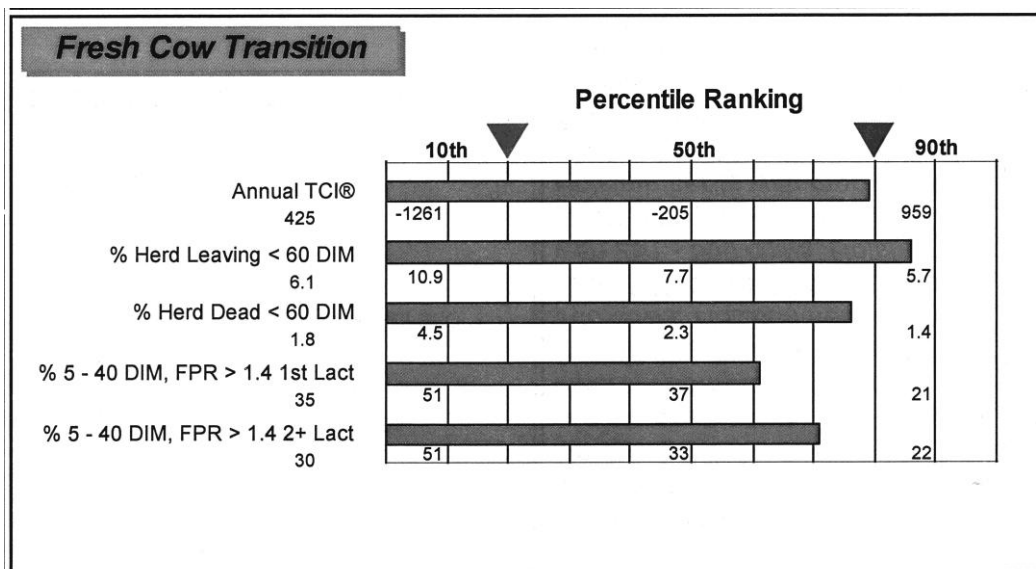 Fresh Cow Transition
Percentile Ranking
10th 50th 90th
Annual TCI®
425 -1261 -205 959
% Herd Leaving < 60 DIM
6.1 10.9 7.7 5.7
% Herd Dead < 60 DIM
1.8 4.5 2.3 1.4
% 5 - 40 DIM, FPR > 1.4 1st Lact
35 51 37 21
% 5 - 40 DIM, FPR > 1.4 2+ Lact
30 51 33 22